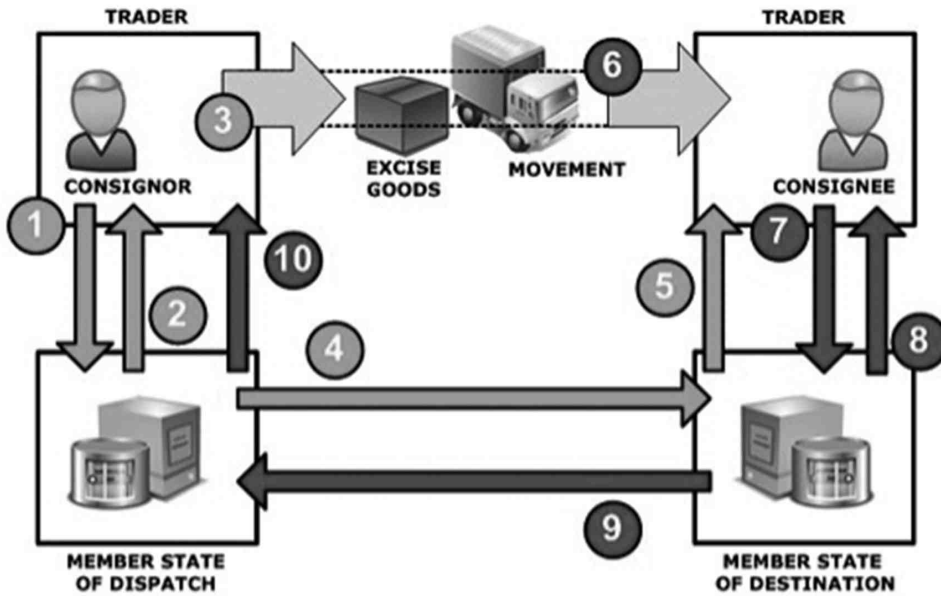 TRADER
TRADER
6
3
CONSIGNOR
EXCISE
GOODS
MOVEMENT
CONSIGNEE
1
7
10
2
5
4
8
9
MEMBER STATE
OF DISPATCH
MEMBER STATE
OF DESTINATION